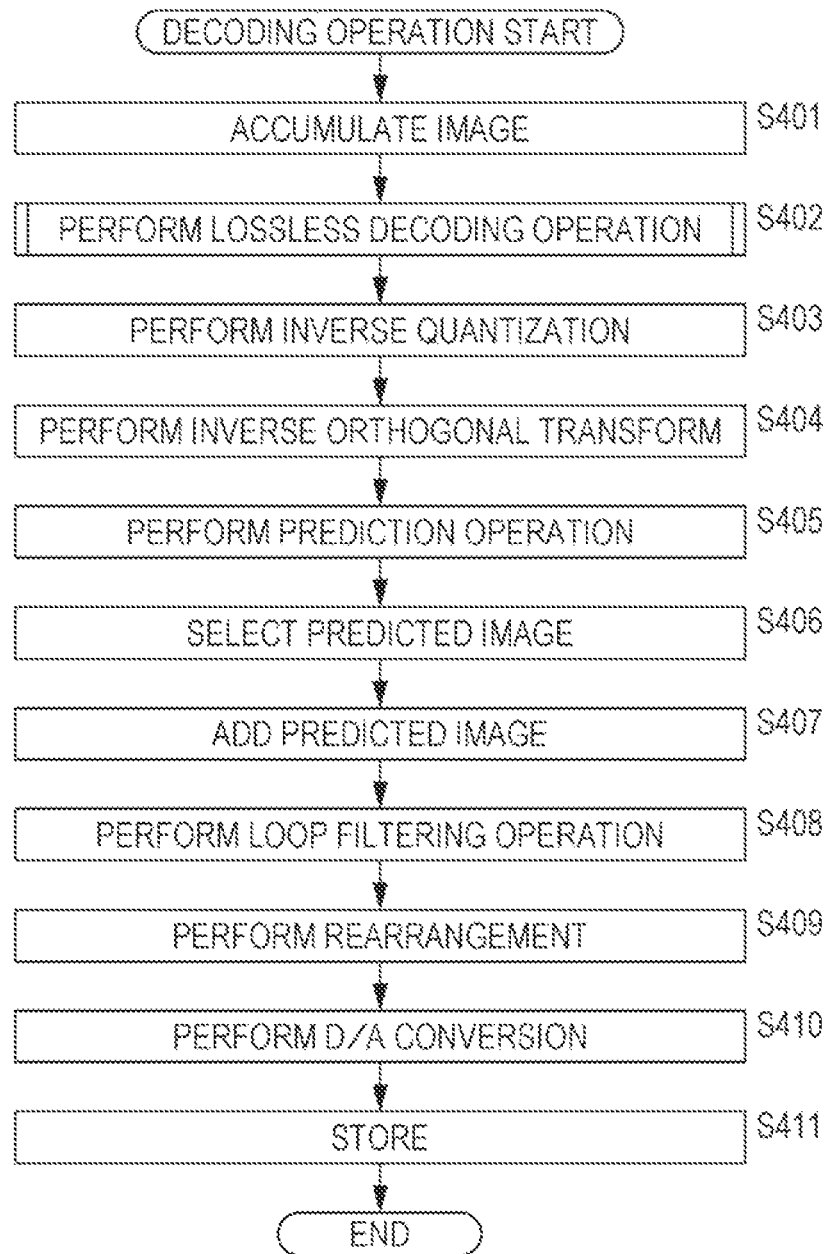 DECODING OPERATION START
ACCUMULATE IMAGE S401
PERFORM LOSSLESS DECODING OPERATION S402
PERFORM INVERSE QUANTIZATION S403
PERFORM INVERSE ORTHOGONAL TRANSFORM S404
PERFORM PREDICTION OPERATION S405
SELECT PREDICTED IMAGE S406
ADD PREDICTED IMAGE S407
PERFORM LOOP FILTERING OPERATION S408
PERFORM REARRANGEMENT S409
PERFORM D/A CONVERSION S410
STORE S411
END